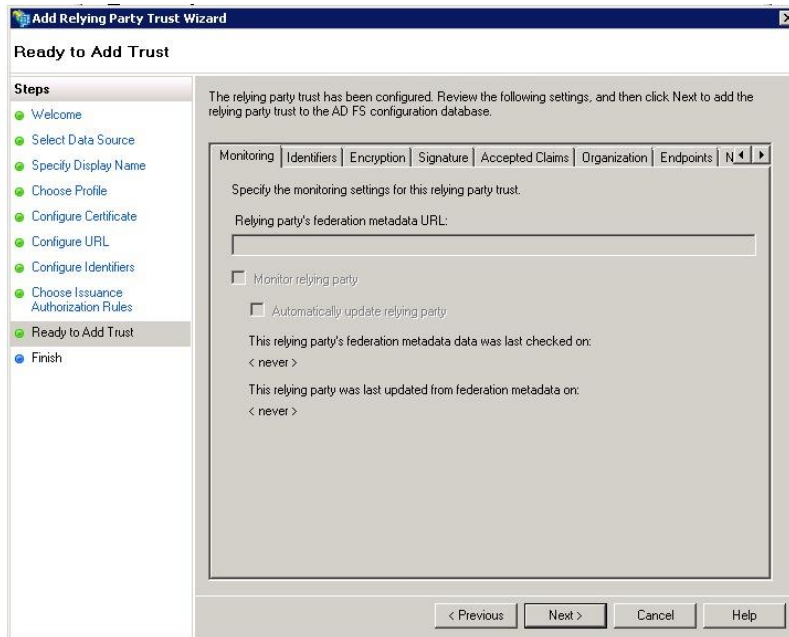 Add Relying Party Trust Wizard
Ready to Add Trust
Steps
Welcome
Select Data Source
Specify Display Name
Choose Profile
Configure Certificate
Configure URL
Configure Identifiers
Choose Issuance
Authorization Rules
Ready to Add Trust
Finish
The relying party trust has been configured. Review the following settings, and then click Next to add the
relying party trust to the AD FS configuration database.
Monitoring Identifiers Encryption Signature Accepted Claims Organization Endpoints N
Specify the monitoring settings for this relying party trust.
Relying party's federation metadata URL:
Monitor relying party
Automatically update relying party
This relying party's federation metadata data was last checked on:
< never >
This relying party was last updated from federation metadata on:
< never >
< Previous Next > Cancel Help